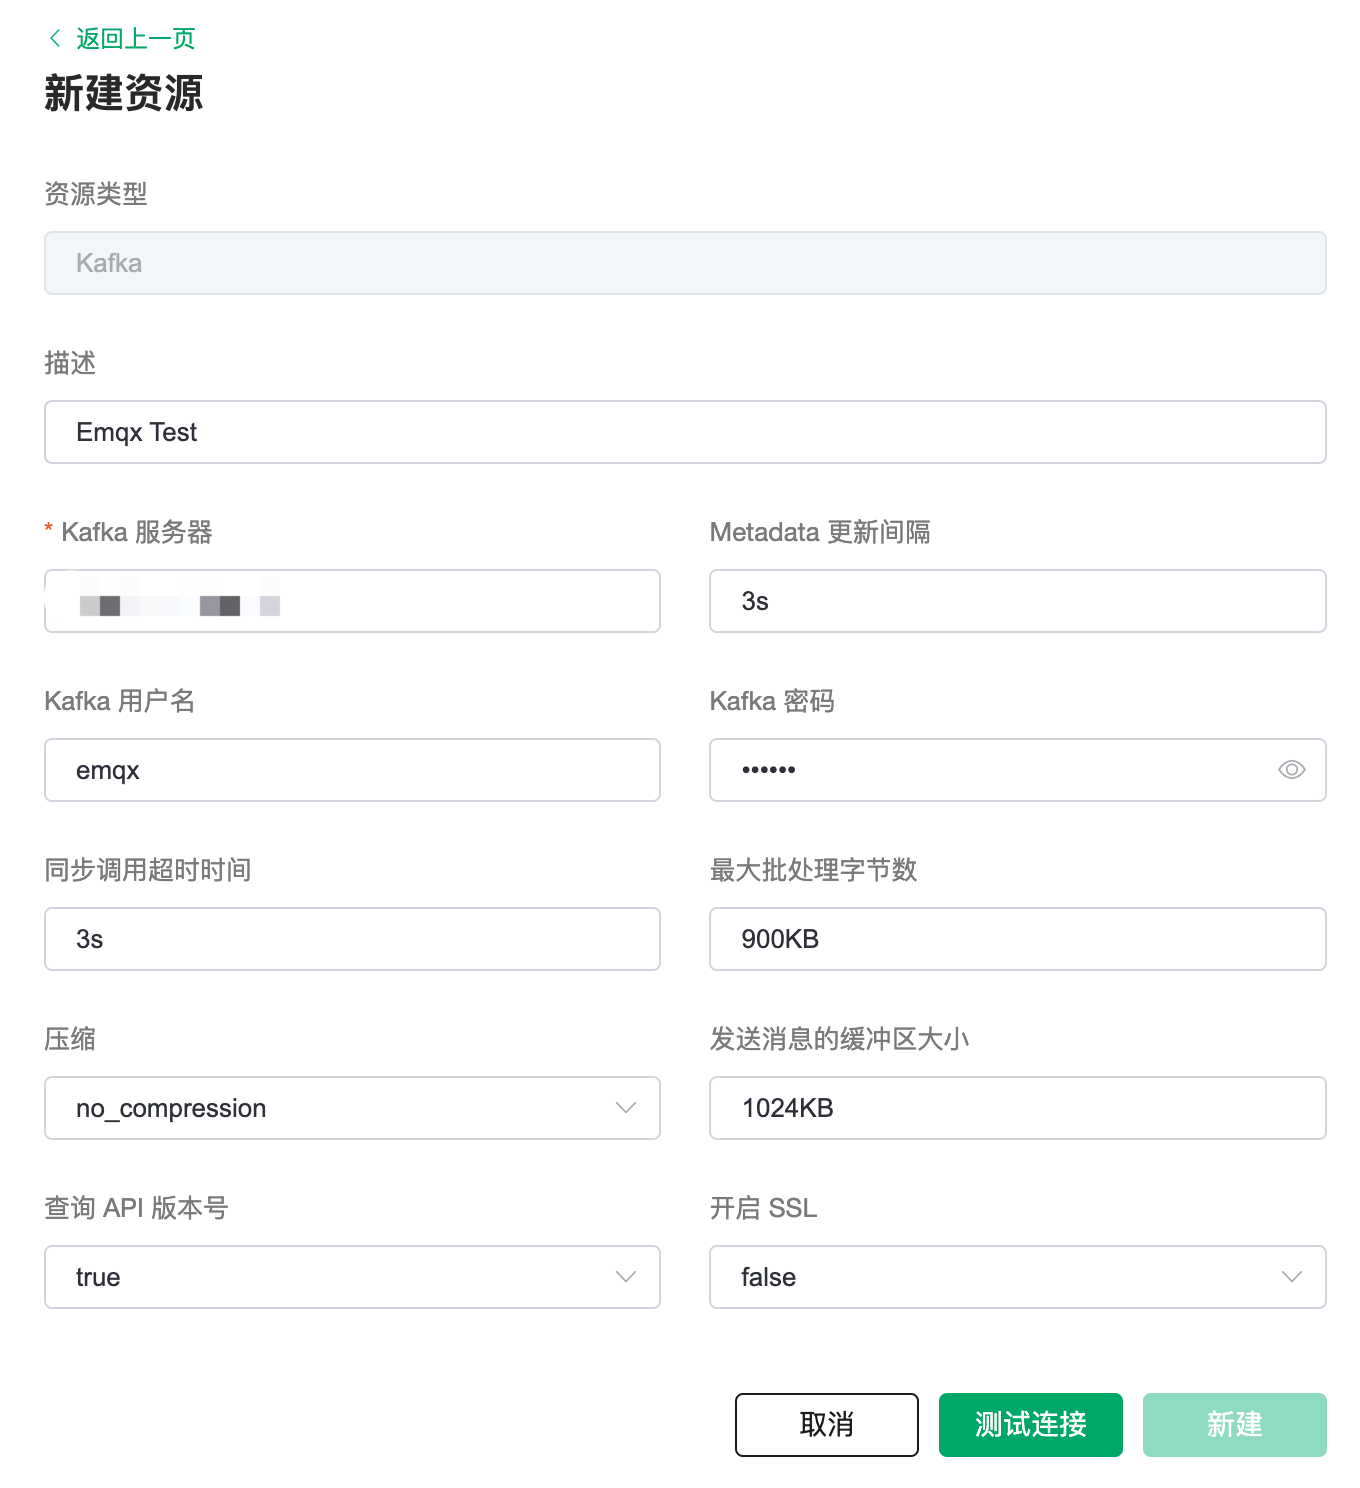 返回上一页
新建资源
资源类型
Kafka
描述
Emqx Test
* Kafka 服务器
Metadata 更新间隔
3s
Kafka 用户名
Kafka 密码
emqx
••••••
同步调用超时时间
最大批处理字节数
3s
900KB
压缩
发送消息的缓冲区大小
no_compression
1024KB
查询 API 版本号
开启 SSL
true
false
取消
测试连接
新建